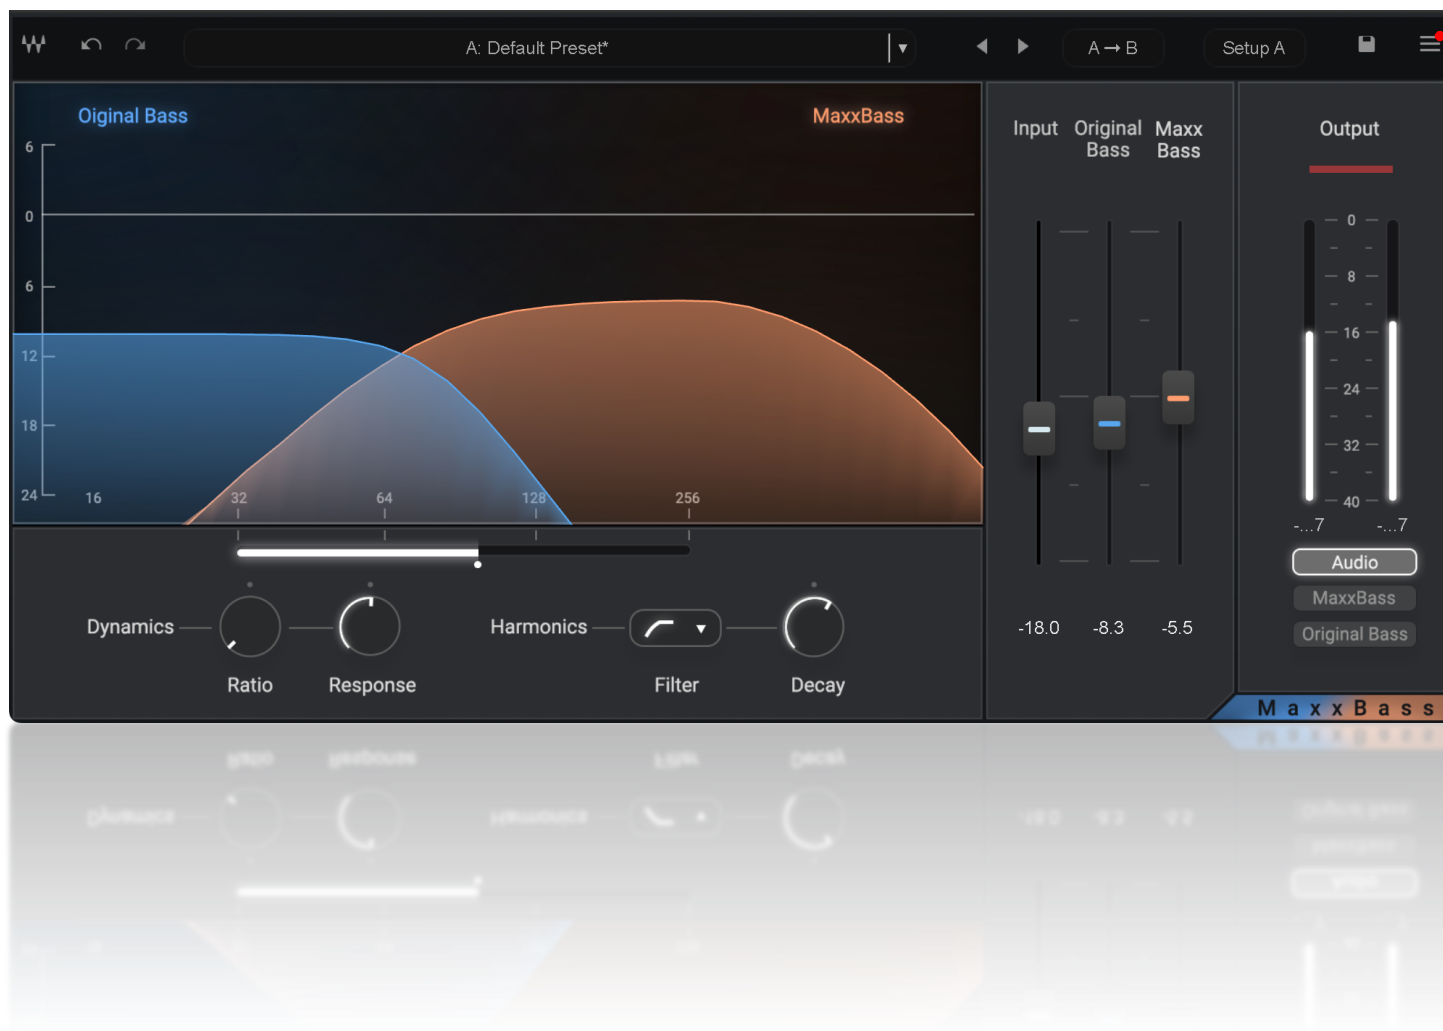 A: Default Preset*
A → B
Setup A
Oiginal Bass
MaxxBass
6
0
6
12
18
24
16
32
64
128
256
Dynamics
Ratio
Response
Harmonics
Filter
Decay
Input
Original
Bass
Maxx
Bass
-18.0
-8.3
-5.5
Output
0
8
16
24
32
40
-...7
-...7
Audio
MaxxBass
Original Bass
MaxxBass